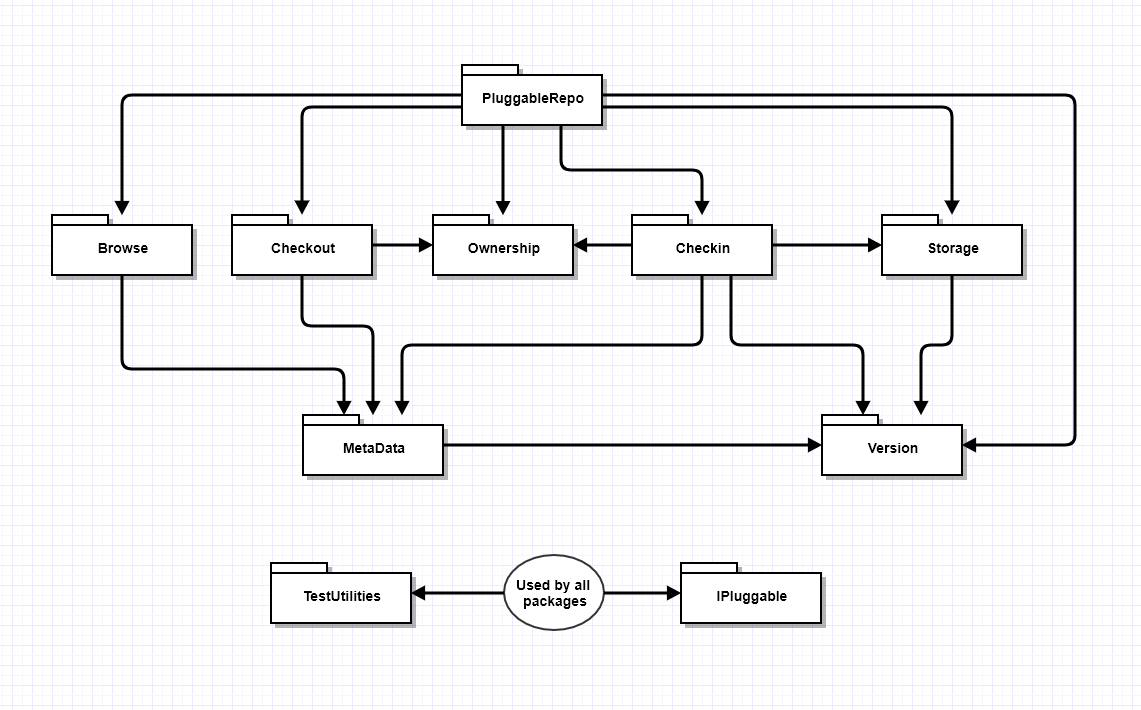 PluggableRepo
Browse
Checkout
Ownership
Checkin
Storage
MetaData
Version
TestUtilities
Used by all
packages
IPluggable